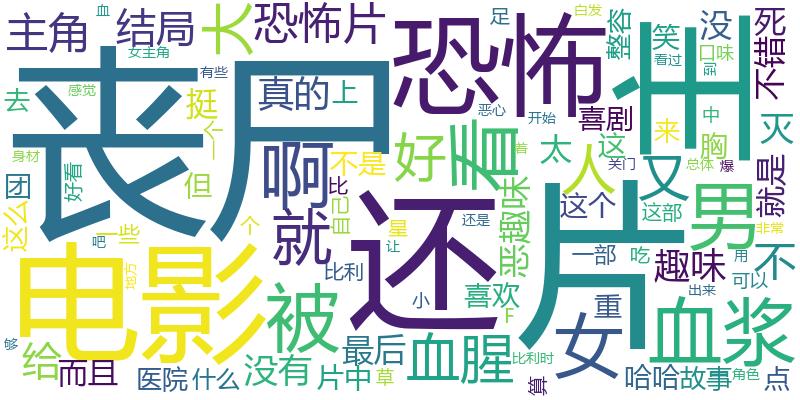 主角
血
结局
大
恐怖片
恐怖
足
白发
整容
笑
没
死
女主角
有些
看过
口味
不错
去
感觉
挺
真的
上
恶心
开始
喜剧
丧尸
出
一个
啊
不是
好
看
太
这
来
中
胸
灭
身材
但
好看
团
比
自己
人
又
就是
关门
总体
爆
这么
一些
个
就
还
星
让
还是
恶趣味
这个
这部
男
非常
吧
地方
电影
被
比利
小
喜欢
片
一部
趣味
吃
用
不
可以
出来
重
够
给
而且
医院
什么
没有
最后
片中
草
血腥
比利时
算
女
血浆
哈哈
故事
角色
点